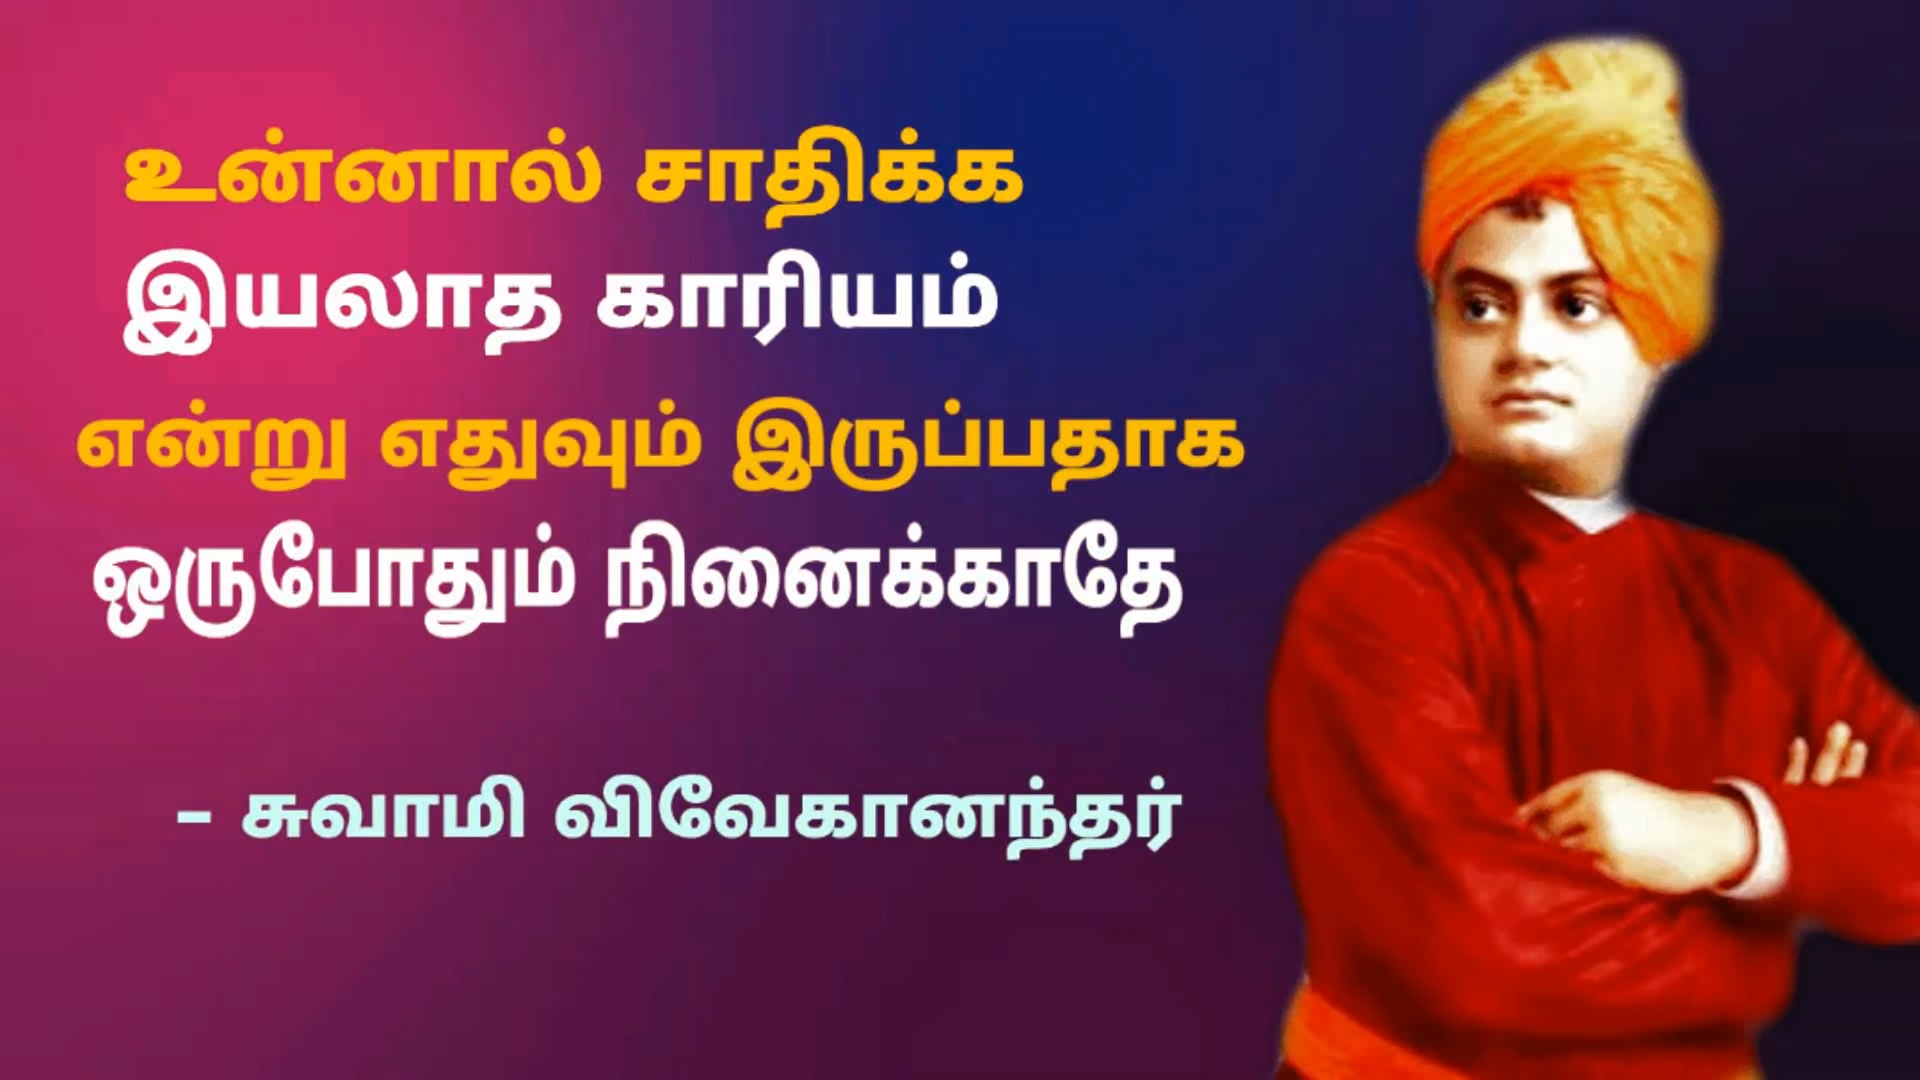 உன்னால் சாதிக்க
இயலாத காரியம்
என்று எதுவும் இருப்பதாக
ஒருபோதும் நினைக்காதே
- சுவாமி விவேகானந்தர்